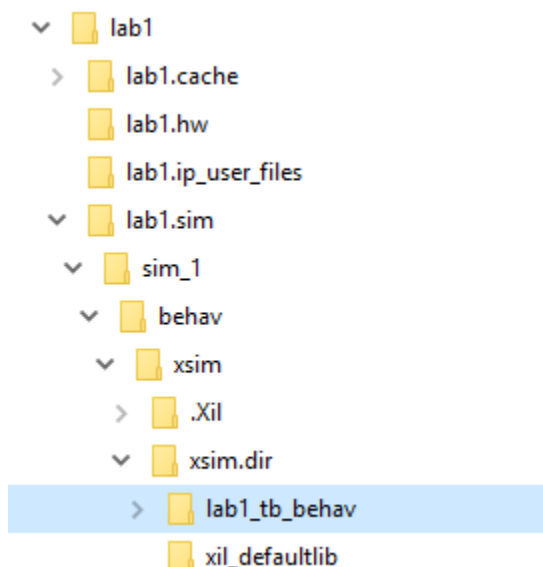 lab1
lab1.cache
lab1.hw
lab1.ip_user_files
lab1.sim
sim_1
behav
xsim
.Xil
xsim.dir
lab1_tb_behav
xil_defaultlib